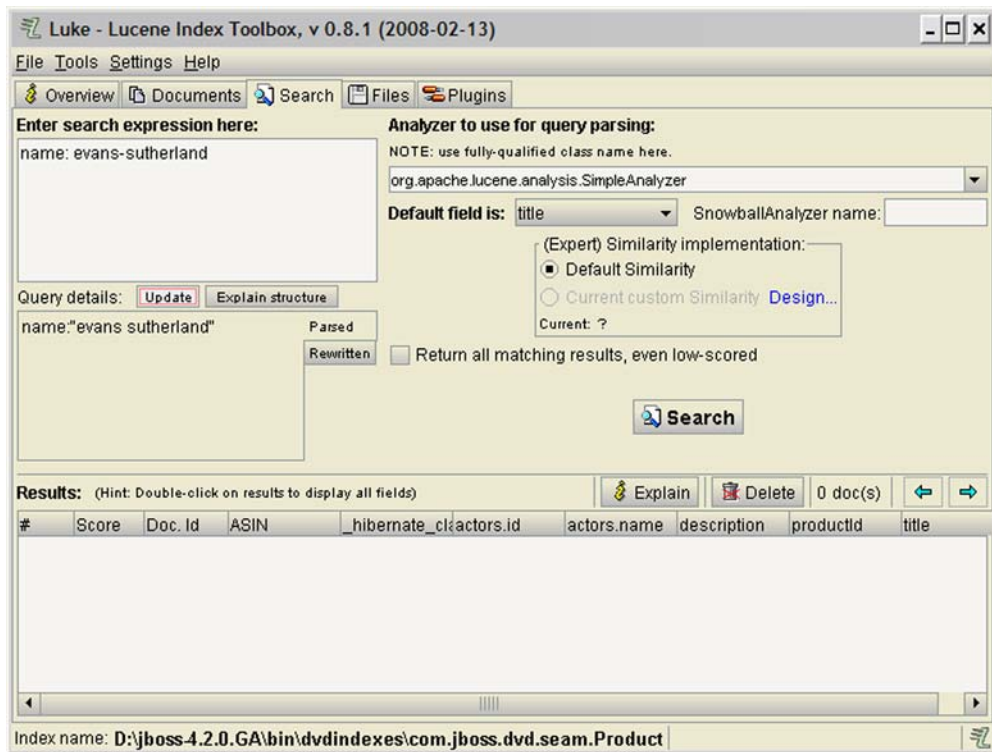 Luke - Lucene Index Toolbox, v 0.8.1 (2008-02-13)
File Tools Settings Help
Overview Documents Search Files Plugins
Enter search expression here:
name: evans-sutherland
Analyzer to use for query parsing:
NOTE: use fully-qualified class name here.
org.apache.lucene.analysis.SimpleAnalyzer
Default field is: title SnowballAnalyzer name:
(Expert) Similarity implementation:
Default Similarity
Current custom Similarity Design...
Current: ?
Query details: Update Explain structure
name:"evans sutherland"
Parsed
Rewritten
Return all matching results, even low-scored
Search
Results: (Hint: Double-click on results to display all fields) Explain Delete 0 doc(s)
# Score Doc. Id ASIN _hibernate_cla actors.id actors.name description productId title
Index name: D:\jboss-4.2.0.GA\bin\dvdindexes\com.jboss.dvd.seam.Product